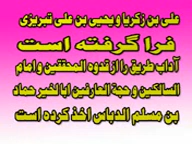 علی بن زکریا و یحیی بن علی تبریزی
فرا گرفته است
آداب طریق را از قدوه المحققین و امام
السالکین و حجة العارفین ابا الخیر حماد
بن مسلم الدباس اخذ کرده است